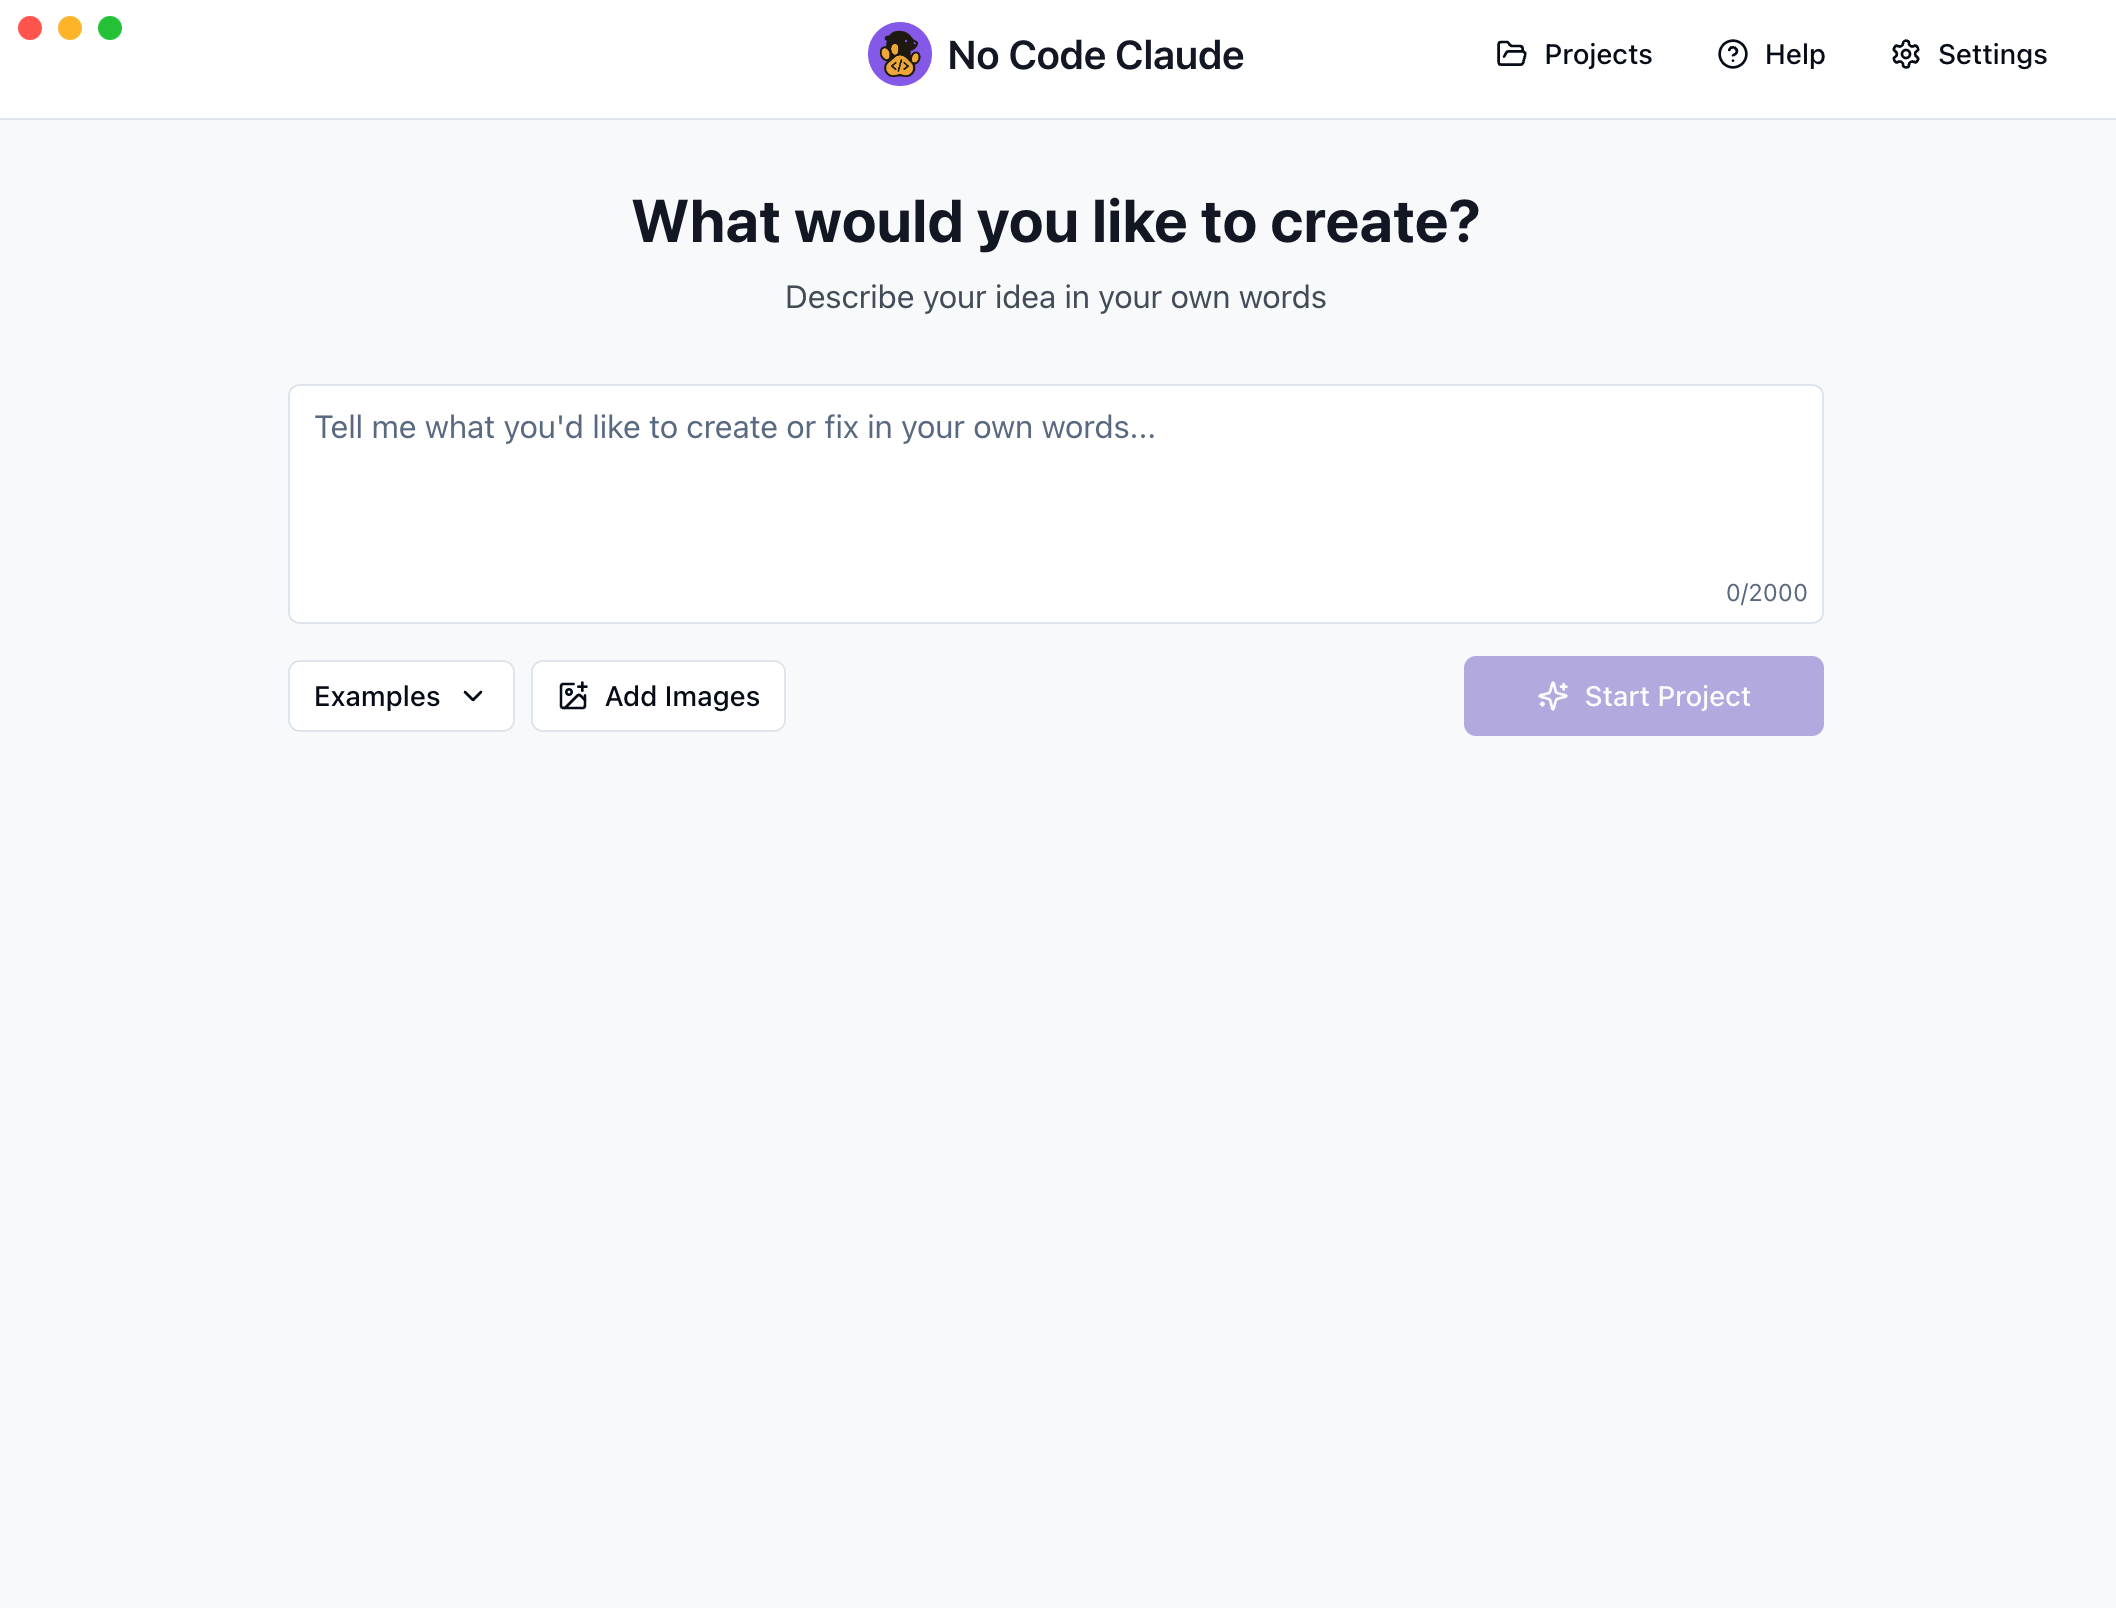 No Code Claude
Projects
Help
Settings
What would you like to create?
Describe your idea in your own words
Tell me what you'd like to create or fix in your own words...
0/2000
Examples
Add Images
Start Project